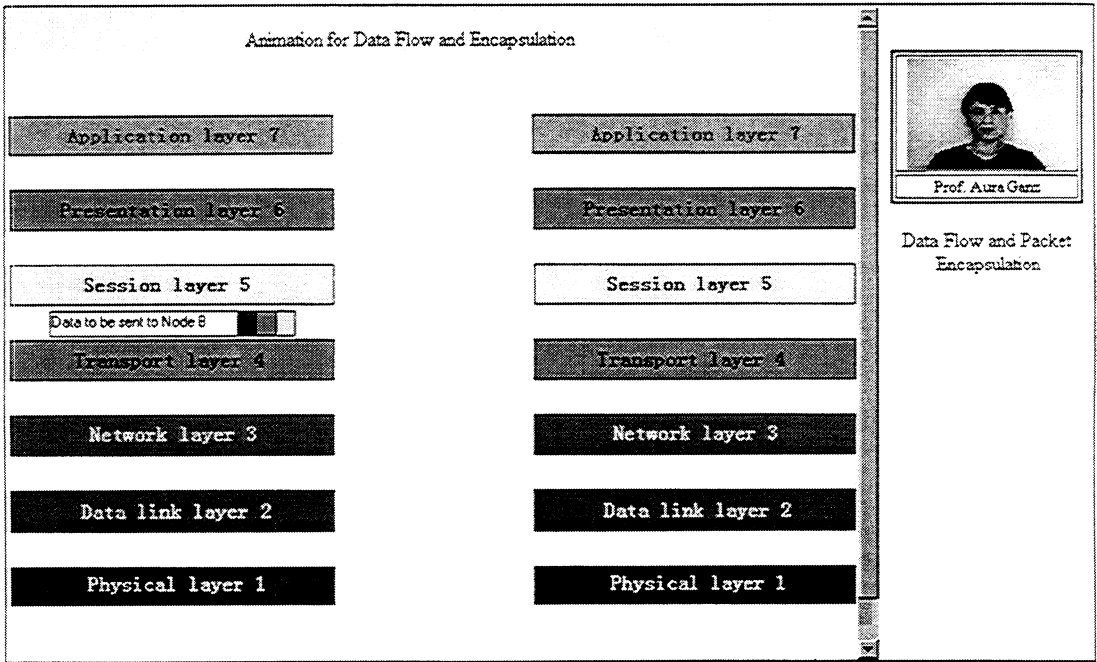 Animation for Data Flow and Encapsulation
Application layer 7
Presentation layer 6
Session layer 5
Data to be sent to Node B
Transport layer 4
Network layer 3
Data link layer 2
Physical layer 1
Application layer 7
Presentation layer 6
Session layer 5
Transport layer 4
Network layer 3
Data link layer 2
Physical layer 1
Prof. Aura Ganz
Data Flow and Packet
Encapsulation